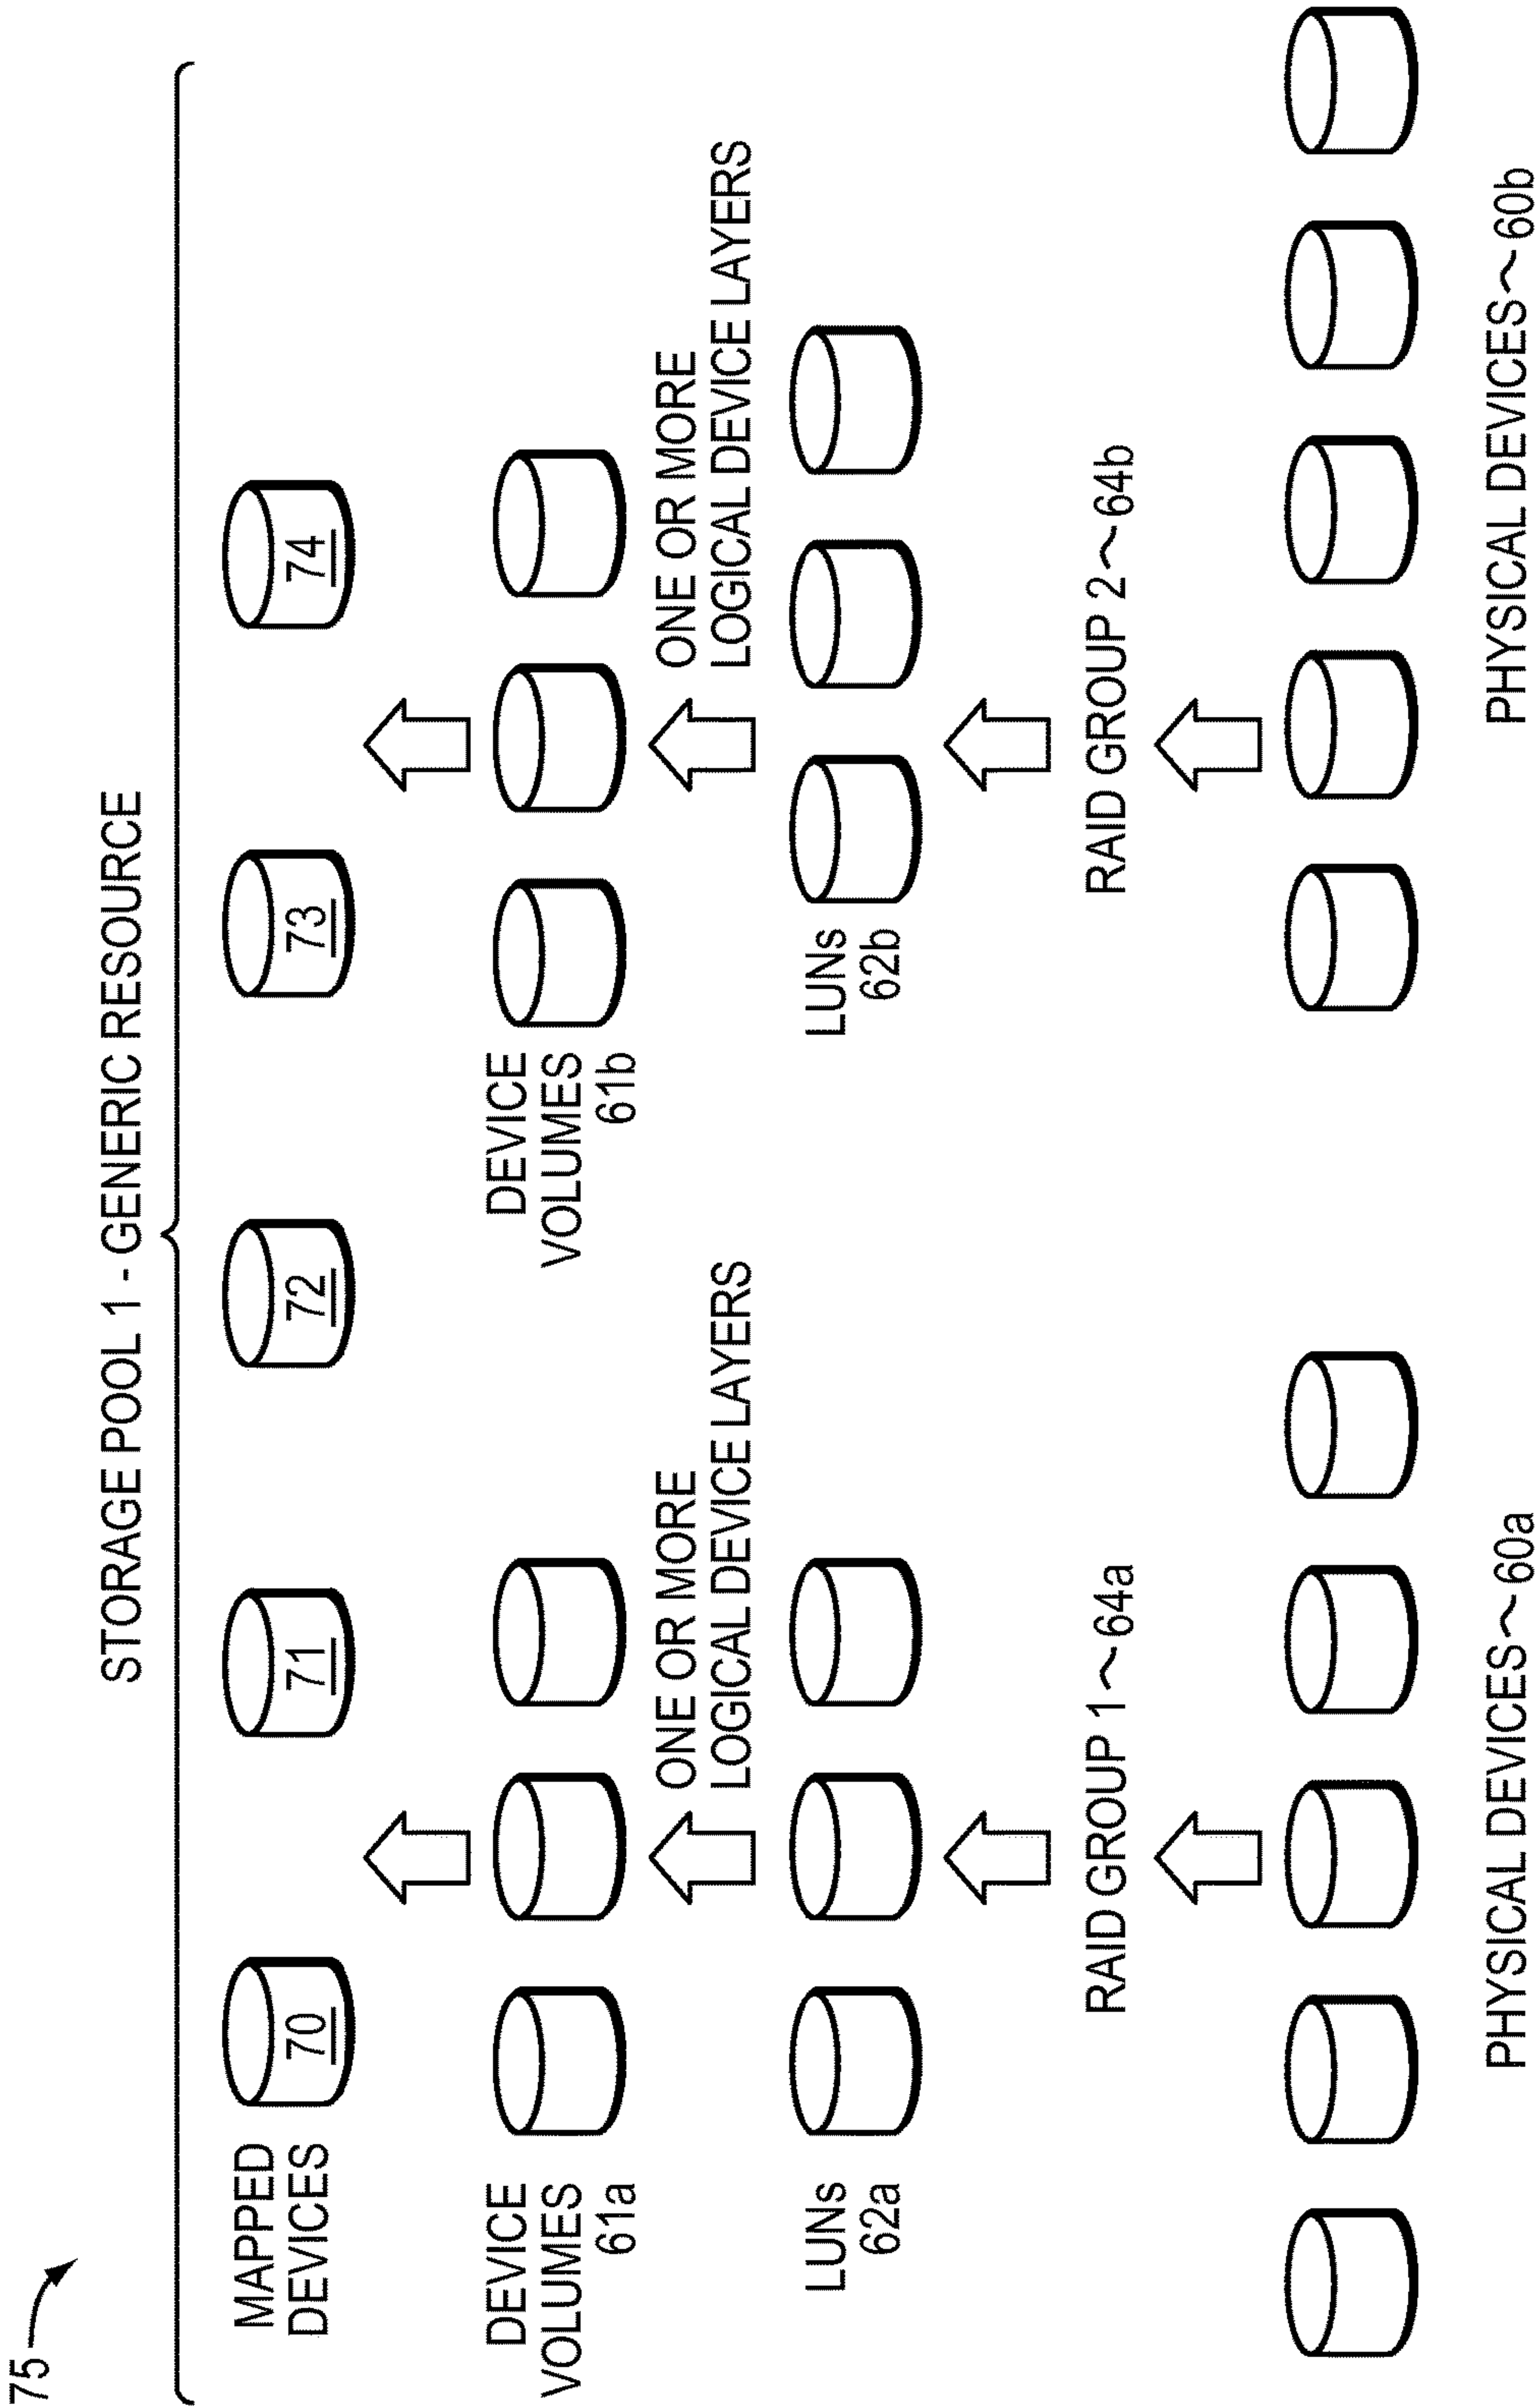 75
STORAGE POOL 1 - GENERIC RESOURCE
MAPPED
DEVICES
70
71
72
73
74
DEVICE
VOLUMES
61a
DEVICE
VOLUMES
61b
ONE OR MORE
LOGICAL DEVICE LAYERS
ONE OR MORE
LOGICAL DEVICE LAYERS
LUNs
62a
LUNs
62b
RAID GROUP 1~64a
RAID GROUP 2~64b
PHYSICAL DEVICES~60a
PHYSICAL DEVICES~60b